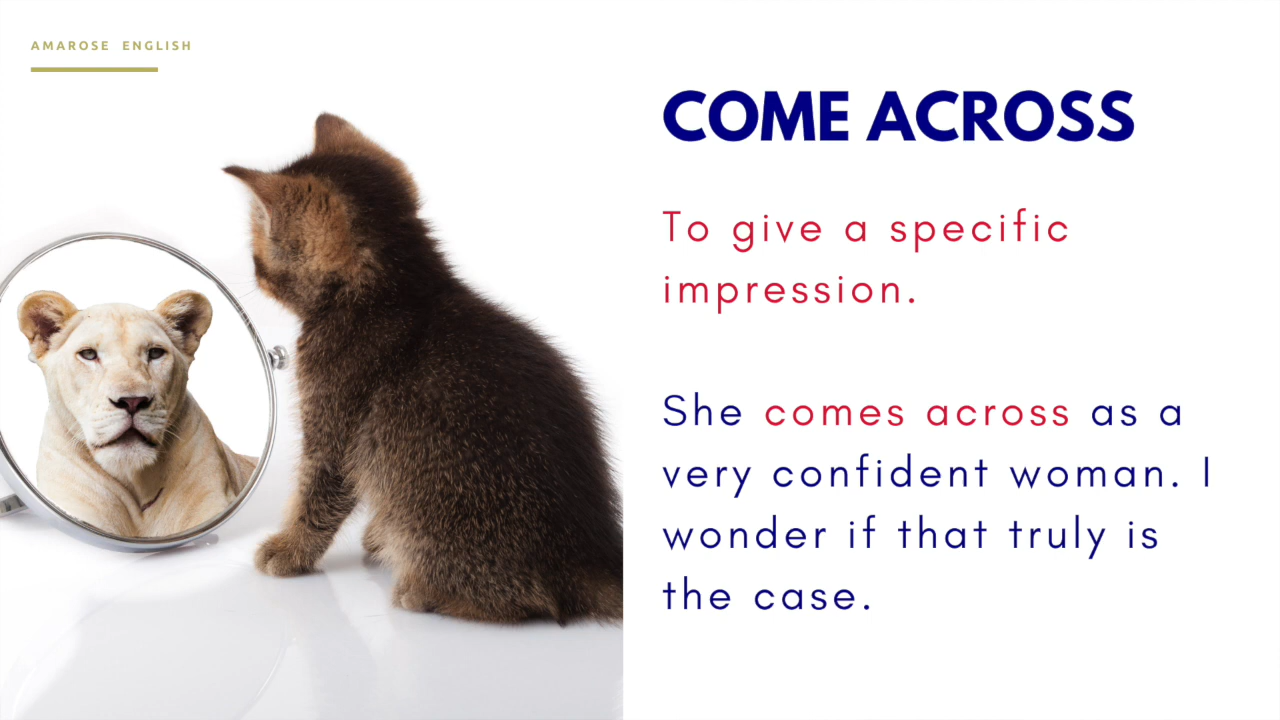 AMAROSE ENGLISH
COME ACROSS
To give a specific
impression.
She comes across as a
very confident woman. I
wonder if that truly is
the case.